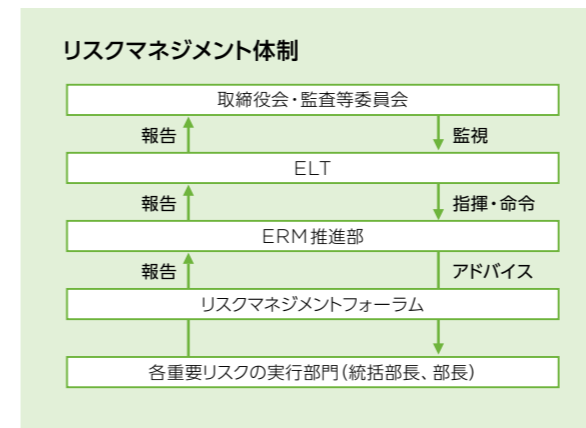 リスクマネジメント体制
取締役会・監査等委員会
報告 監視
ELT
報告 指揮・命令
ERM推進部
報告 アドバイス
リスクマネジメントフォーラム
各重要リスクの実行部門（統括部長、部長）